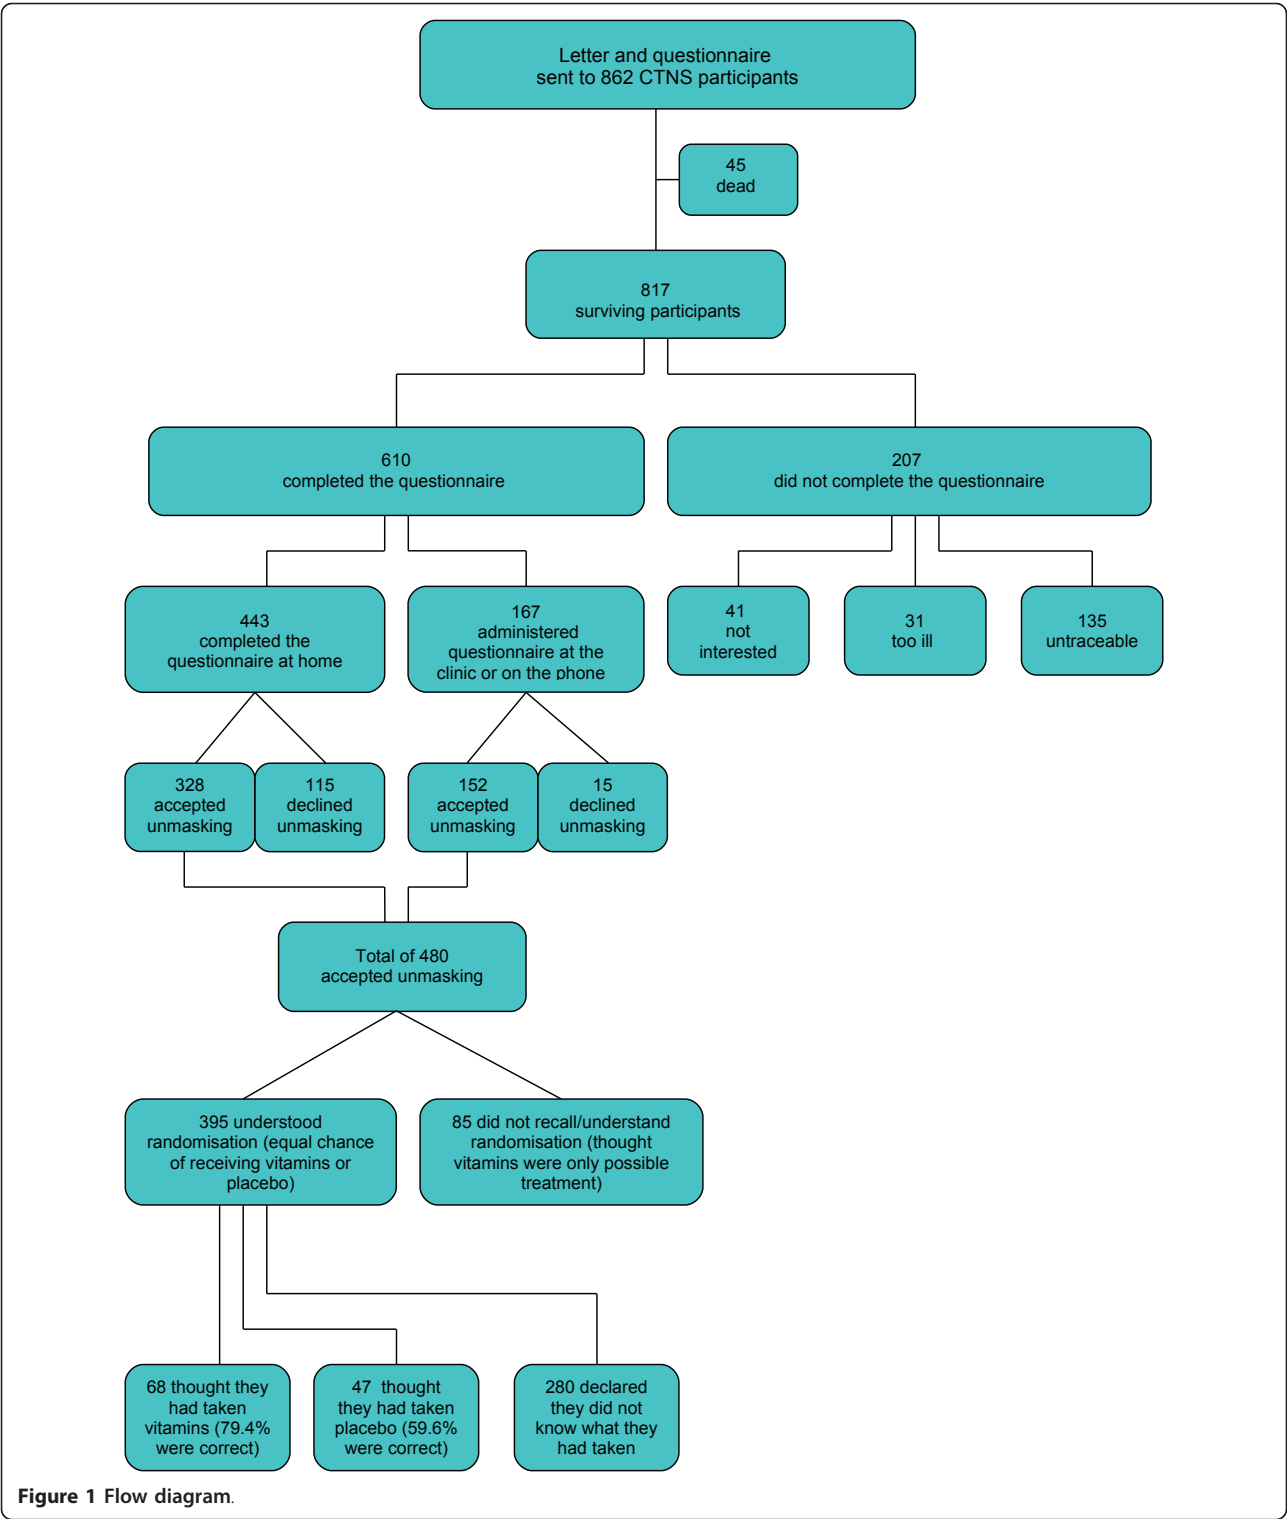 Letter and questionnaire
sent to 862 CTNS participants
45
dead
817
surviving participants
610
completed the questionnaire
207
did not complete the questionnaire
443
completed the
questionnaire at home
167
administered
questionnaire at the
clinic or on the phone
41
not
interested
31
too ill
135
untraceable
328
accepted
unmasking
115
declined
unmasking
152
accepted
unmasking
15
declined
unmasking
Total of 480
accepted unmasking
395 understood
randomisation (equal chance
of receiving vitamins or
placebo)
85 did not recall/understand
randomisation (thought
vitamins were only possible
treatment)
68 thought they
had taken
vitamins (79.4%
were correct)
47 thought
they had taken
placebo (59.6%
were correct)
280 declared
they did not
know what they
had taken
Figure 1 Flow diagram.